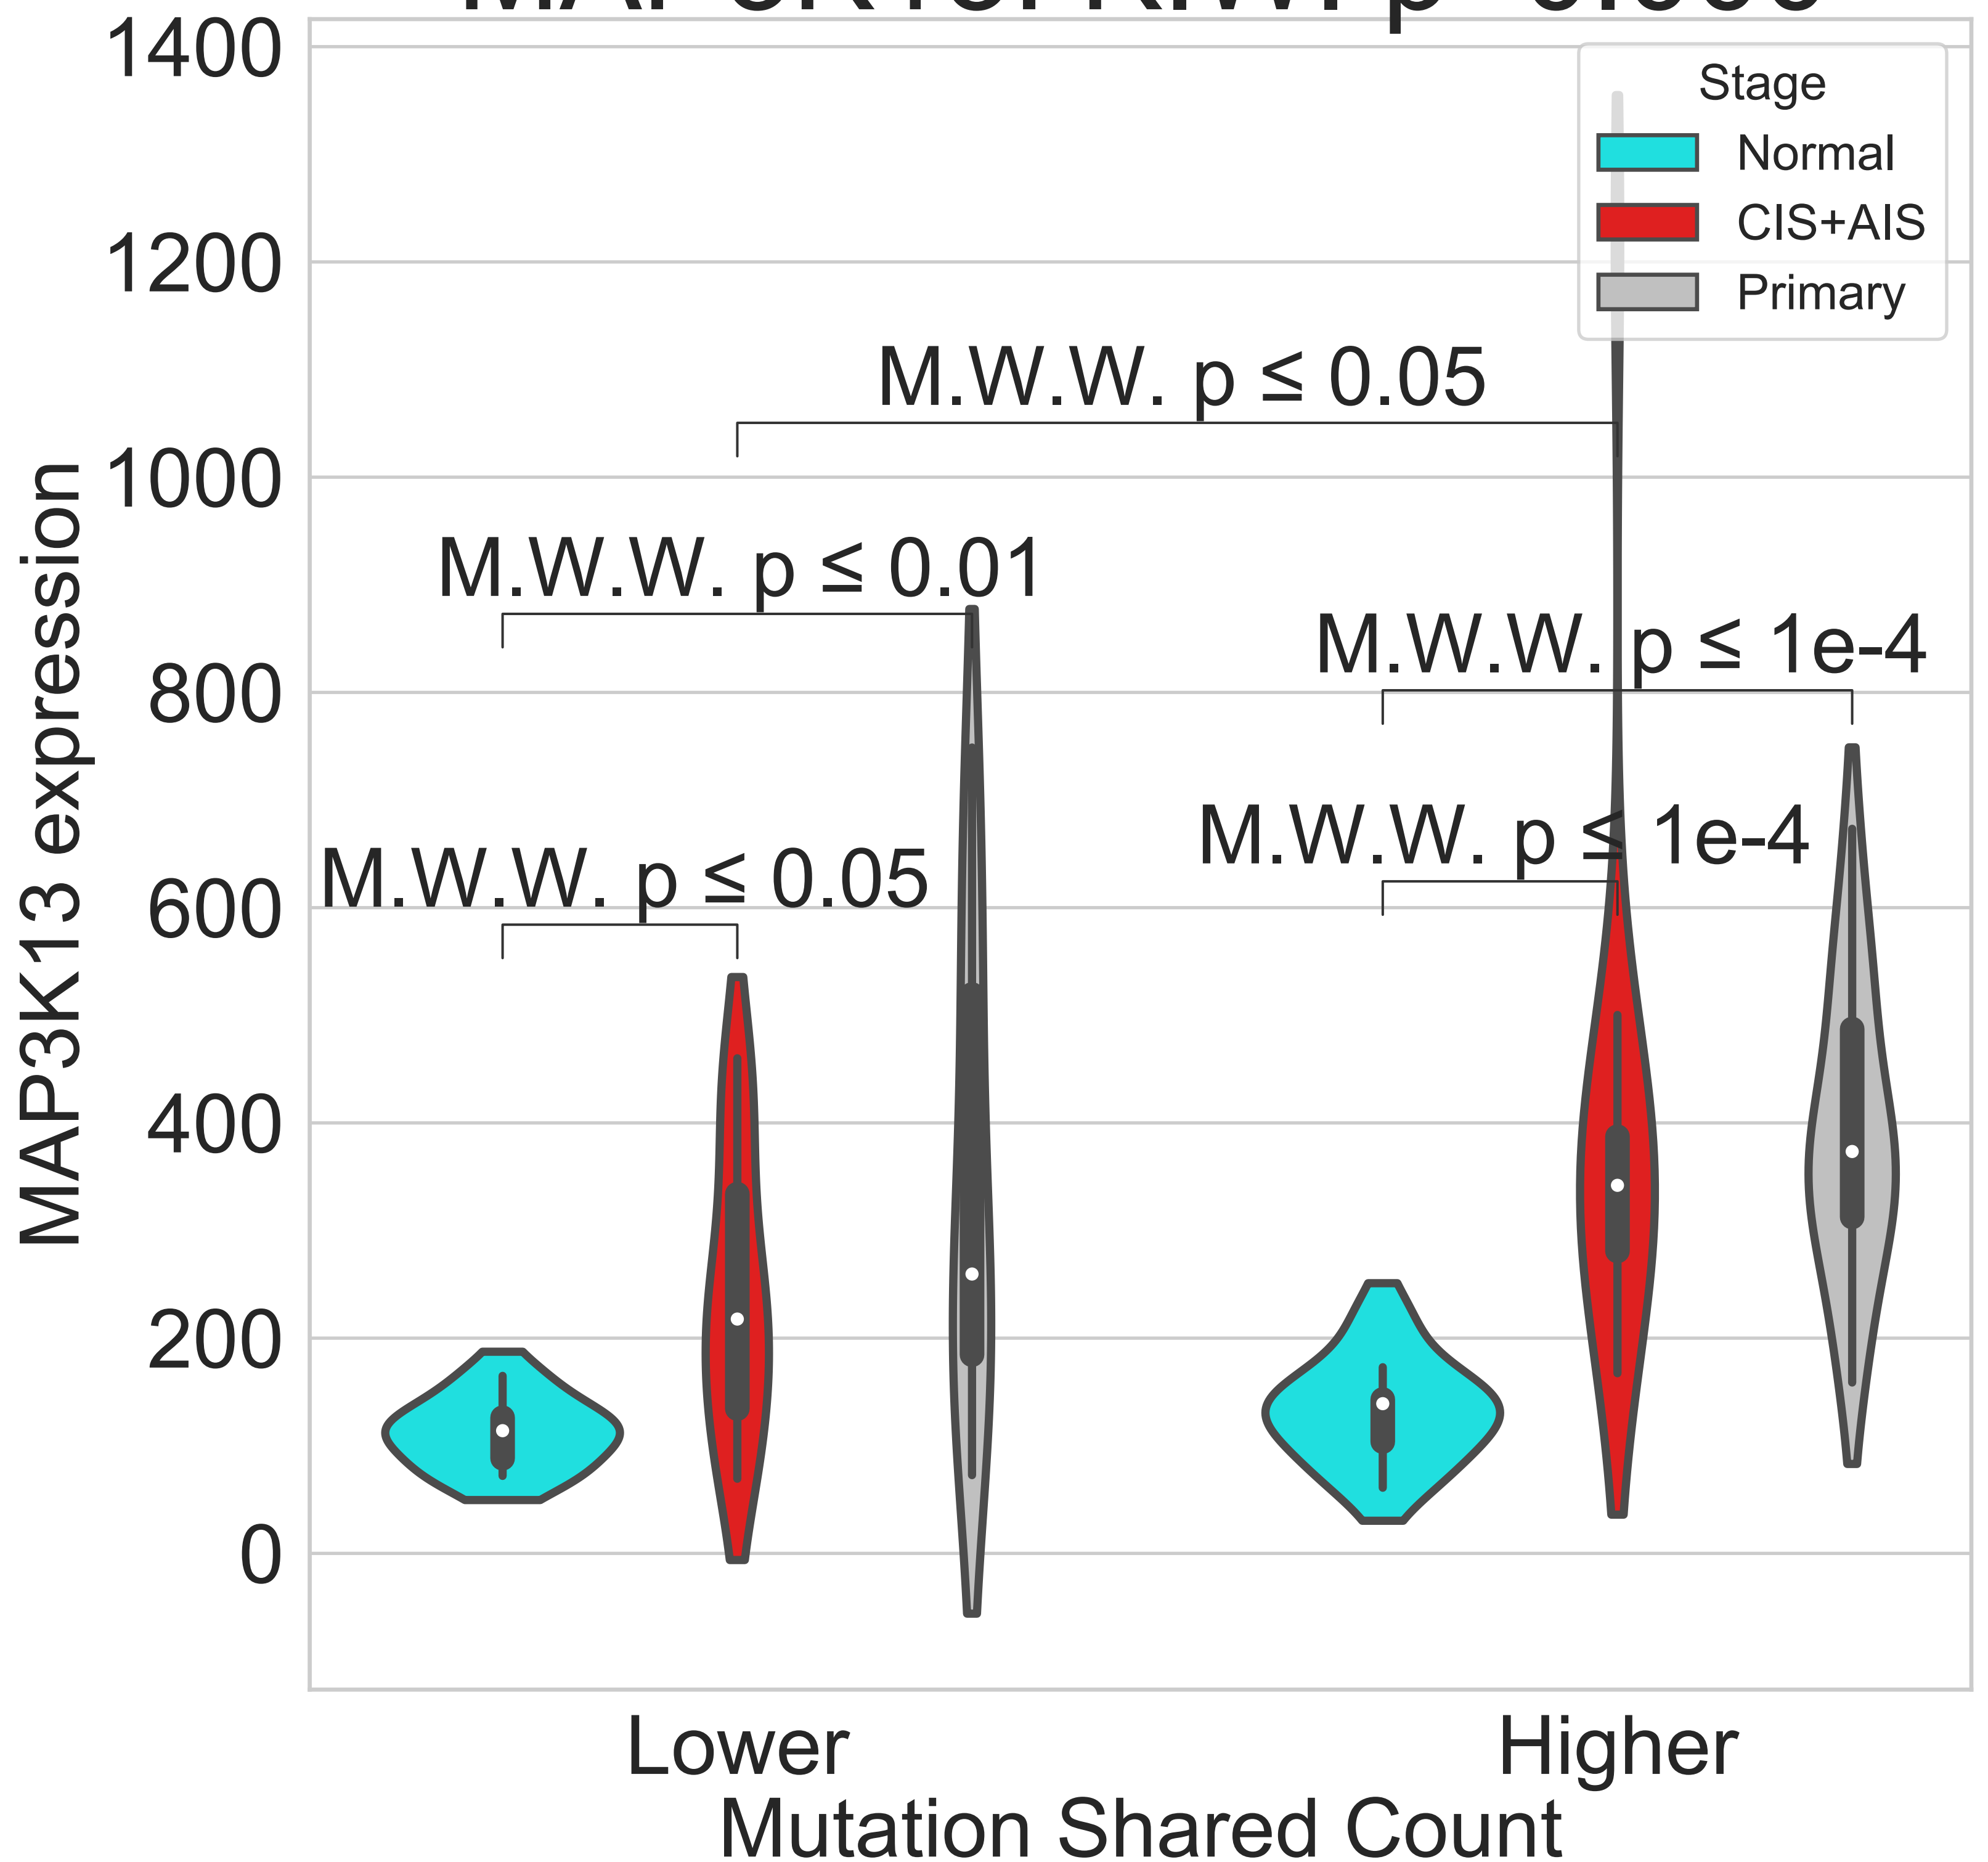 1400
1200
1000
800
600
400
200
0
MAP3K13 expression
Stage
Normal
CIS+AIS
Primary
M.W.W. p ≤ 0.05
M.W.W. p ≤ 0.01
M.W.W. p ≤ 1e-4
M.W.W. p ≤ 0.05
M.W.W. p ≤ 1e-4
Lower
Higher
Mutation Shared Count